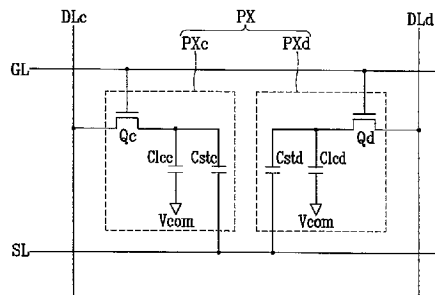 DLc PX DLd
PXc PXd
GL
Qc Qd
Clcc Cstc Cstd Clcd
Vcom Vcom
SL